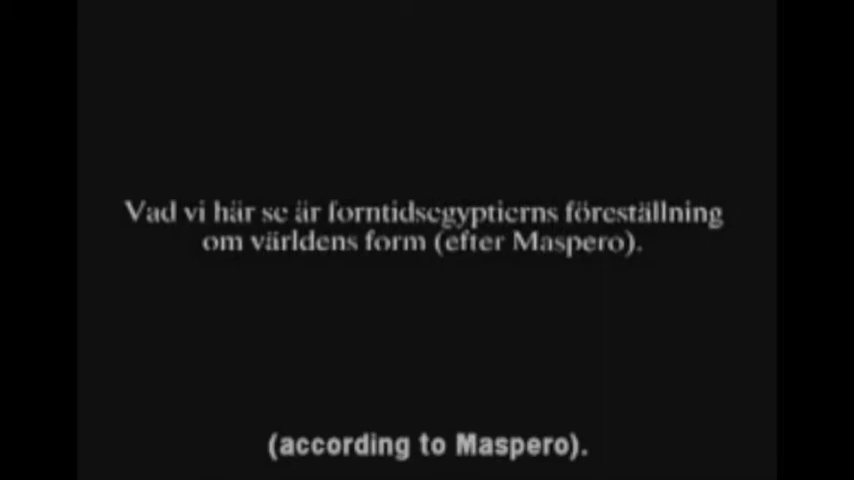 Vad vi här se är forntidsegyptierns föreställning
om världens form (efter Maspero).
(according to Maspero).